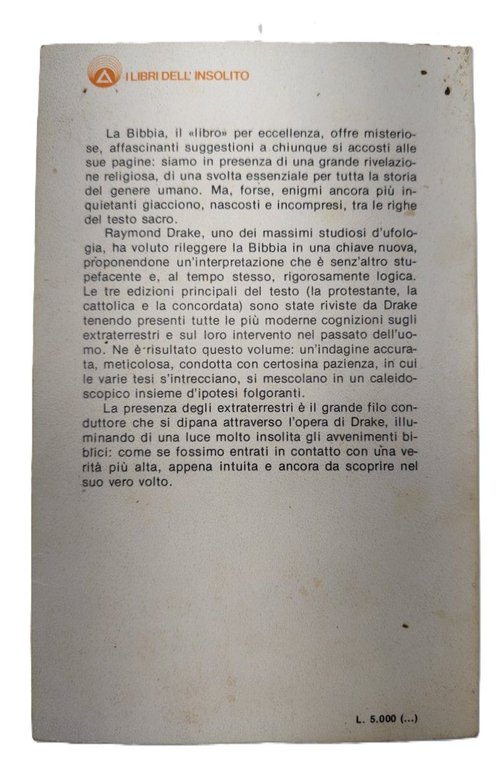 I LIBRI DELL'INSOLITO
La Bibbia, il «libro» per eccellenza, offre misterio-
se, affascinanti suggestioni a chiunque si accosti alle
sue pagine: siamo in presenza di una grande rivelazione
religiosa, di una svolta essenziale per tutta la storia
del genere umano. Ma, forse, enigmi ancora più in-
quietanti giacciono, nascosti e incompresi, tra le righe
del testo sacro.
Raymond Drake, uno dei massimi studiosi d'ufolo-
gia, ha voluto rileggere la Bibbia in una chiave nuova,
proponendone un'interpretazione che è senz'altro stu-
pefacente e, al tempo stesso, rigorosamente logica.
Le tre edizioni principali del testo (la protestante, la
cattolica e la concordata) sono state riviste da Drake
tenendo presenti tutte le più moderne cognizioni sugli
extraterrestri e sul loro intervento nel passato dell'uo-
mo. Ne è risultato questo volume: un'indagine accura-
ta, meticolosa, condotta con certosina pazienza, in cui
le varie tesi s'intrecciano, si mescolano in un caleido-
scopico insieme d'ipotesi folgoranti.
La presenza degli extraterrestri è il grande filo con-
duttore che si dipana attraverso l'opera di Drake, illu-
minando di una luce molto insolita gli avvenimenti bi-
blici: come se fossimo entrati in contatto con una ve-
rità più alta, appena intuita e ancora da scoprire nel
suo vero volto.
L. 5.000 (...)